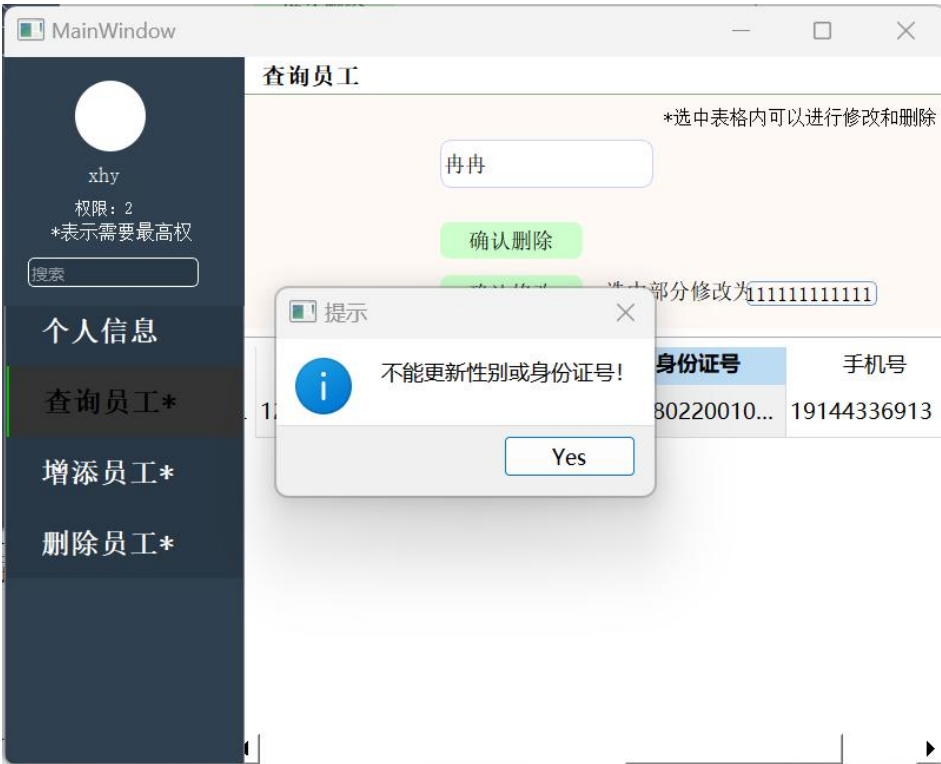 MainWindow
xhy
权限：2
*表示需要最高权
搜索
个人信息
查询员工*
增添员工*
删除员工*
查询员工
*选中表格内可以进行修改和删除
冉冉
确认删除
部分修改为
111111111111
提示
不能更新性别或身份证号！
Yes
身份证号
手机号
80220010...
19144336913